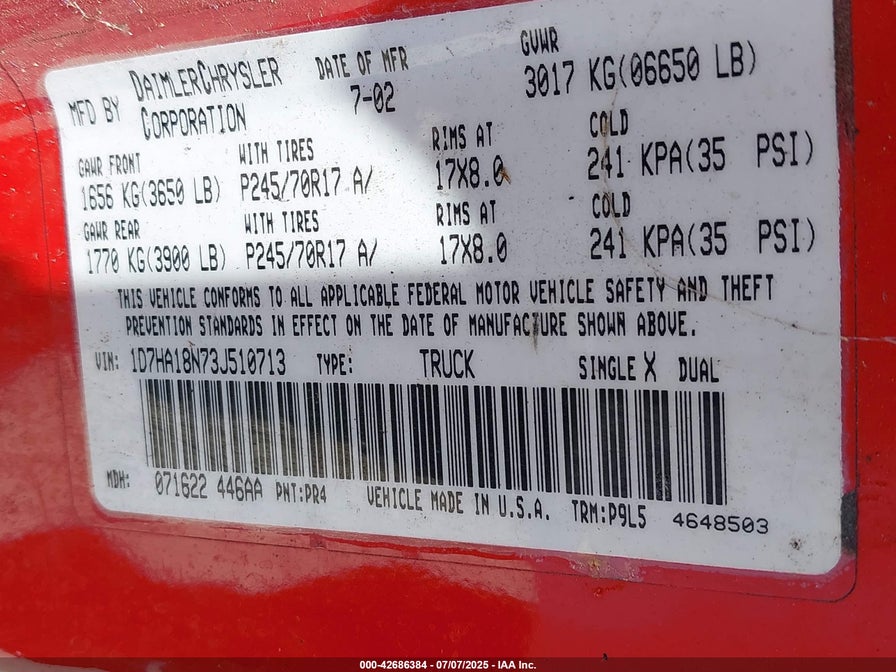 MFD BY DAIMLERCHRYSLER CORPORATION DATE OF MFR 7-02 GVWR 3017 KG(06650 LB)
GAWR FRONT WITH TIRES RIMS AT COLD
1656 KG(3650 LB) P245/70R17 A/ 17X8.0 241 KPA(35 PSI)
GAWR REAR WITH TIRES RIMS AT COLD
1770 KG(3900 LB) P245/70R17 A/ 17X8.0 241 KPA(35 PSI)
THIS VEHICLE CONFORMS TO ALL APPLICABLE FEDERAL MOTOR VEHICLE SAFETY AND THEFT
PREVENTION STANDARDS IN EFFECT ON THE DATE OF MANUFACTURE SHOWN ABOVE.
VIN: 1D7HA18N73J510713 TYPE: TRUCK SINGLE X DUAL
MDH: 071622 446AA PNT:PR4 VEHICLE MADE IN U.S.A. TRM:P9L5 4648503
000-42686384 - 07/07/2025 - IAA Inc.